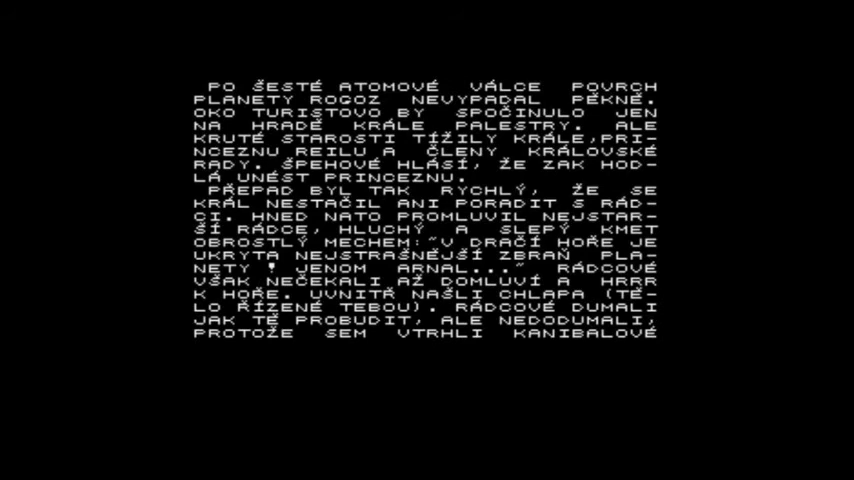 PO ŠESTÉ ATOMOVÉ VÁLCE POVRCH
PLANETY ROGOZ NEVYPADAL PĚKNĚ.
OKO TURISTOVO BY SPOČINULO JEN
NA HRADĚ KRÁLE PALESTRY. ALE
KRUTÉ STAROSTI TÍŽILY KRÁLE,PRI-
NCEZNU REILU A ČLENY KRÁLOVSKÉ
RADY. ŠPEHOVÉ HLÁSÍ, ŽE ZAK HOD-
LÁ UNÉST PRINCEZNU.
PŘEPAD BYL TAK RYCHLÝ, ŽE SE
KRÁL NESTAČIL ANI PORADIT S RÁD-
CI. HNED NATO PROMLUVIL NEJSTAR-
ŠÍ RÁDCE, HLUCHÝ A SLEPÝ KMET
OBROSTLÝ MECHEM:"V DRAČÍ HOŘE JE
UKRYTA NEJSTRAŠNĚJŠÍ ZBRAŇ PLA-
NETY ! JENOM ARNAL..." RÁDCOVÉ
VŠAK NEČEKALI AŽ DOMLUVÍ A HRRR
K HOŘE. UVNITŘ NAŠLI CHLAPA (TĚ-
LO ŘÍZENÉ TEBOU). RÁDCOVÉ DUMALI
JAK TĚ PROBUDIT, ALE NEDODUMALI,
PROTOŽE SEM VTRHLI KANIBALOVÉ